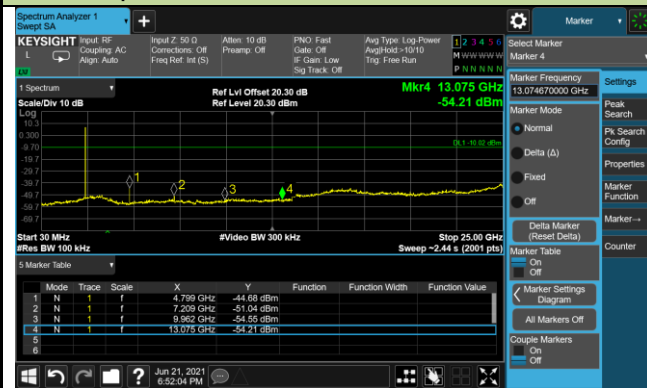 Spectrum Analyzer 1
Swept SA
Marker
KEYSIGHT
L
Input: RF
Coupling: AC
Align: Auto
Input Z: 50 Ω
Corrections: Off
Freq Ref: Int (S)
Atten: 10 dB
Preamp: Off
PNO: Fast
Gate: Off
IF Gain: Low
Sig Track: Off
Avg Type: Log-Power
Avg|Hold:>10/10
Trig: Free Run
1 2 3 4 5 6
M W W W W W
P N N N N N
Select Marker
Marker 4
1 Spectrum
Scale/Div 10 dB
Log
Ref Lvl Offset 20.30 dB
Ref Level 20.30 dBm
Mkr4 13.075 GHz
-54.21 dBm
10.3
0.300
-9.70
-19.7
-29.7
-39.7
-49.7
-59.7
-69.7
DL1 -10.02 dBm
1
2
3
4
Start 30 MHz
#Res BW 100 kHz
#Video BW 300 kHz
Stop 25.00 GHz
Sweep ~2.44 s (2001 pts)
5 Marker Table
Mode Trace Scale X Y Function Function Width Function Value
1 N 1 f 4.799 GHz -44.68 dBm
2 N 1 f 7.209 GHz -51.04 dBm
3 N 1 f 9.962 GHz -54.55 dBm
4 N 1 f 13.075 GHz -54.21 dBm
5
6
Marker Frequency
13.074670000 GHz
Marker Mode
Normal
Delta (Δ)
Fixed
Off
Delta Marker
(Reset Delta)
Marker Table
On
Off
Marker Settings
Diagram
All Markers Off
Couple Markers
On
Off
Settings
Peak
Search
Pk Search
Config
Properties
Marker
Function
Marker→
Counter
Jun 21, 2021
6:52:04 PM